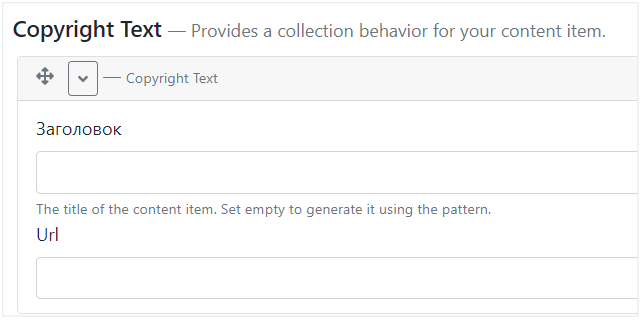 Copyright Text — Provides a collection behavior for your content item.
— Copyright Text
Заголовок
The title of the content item. Set empty to generate it using the pattern.
Url